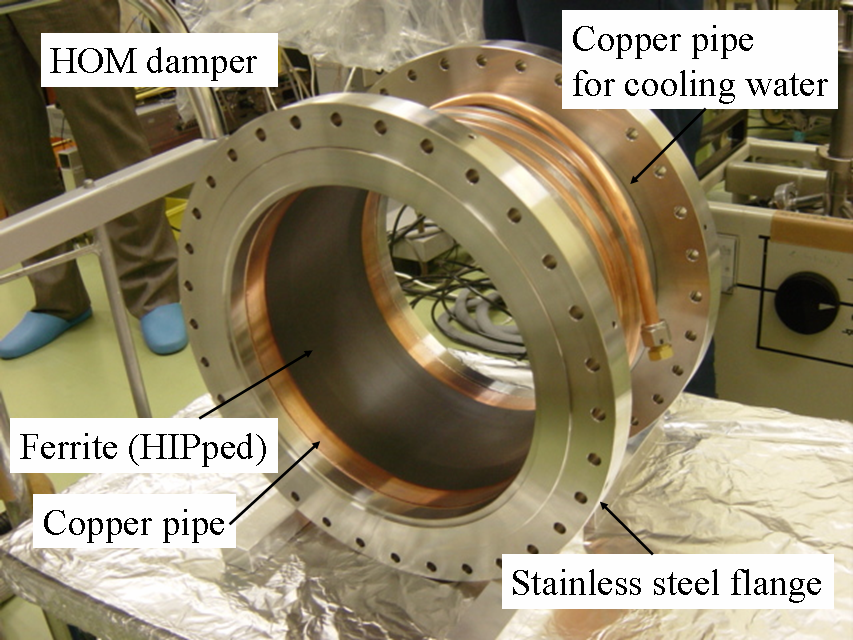 HOM damper
Copper pipe
for cooling water
Ferrite (HIPped)
Copper pipe
Stainless steel flange